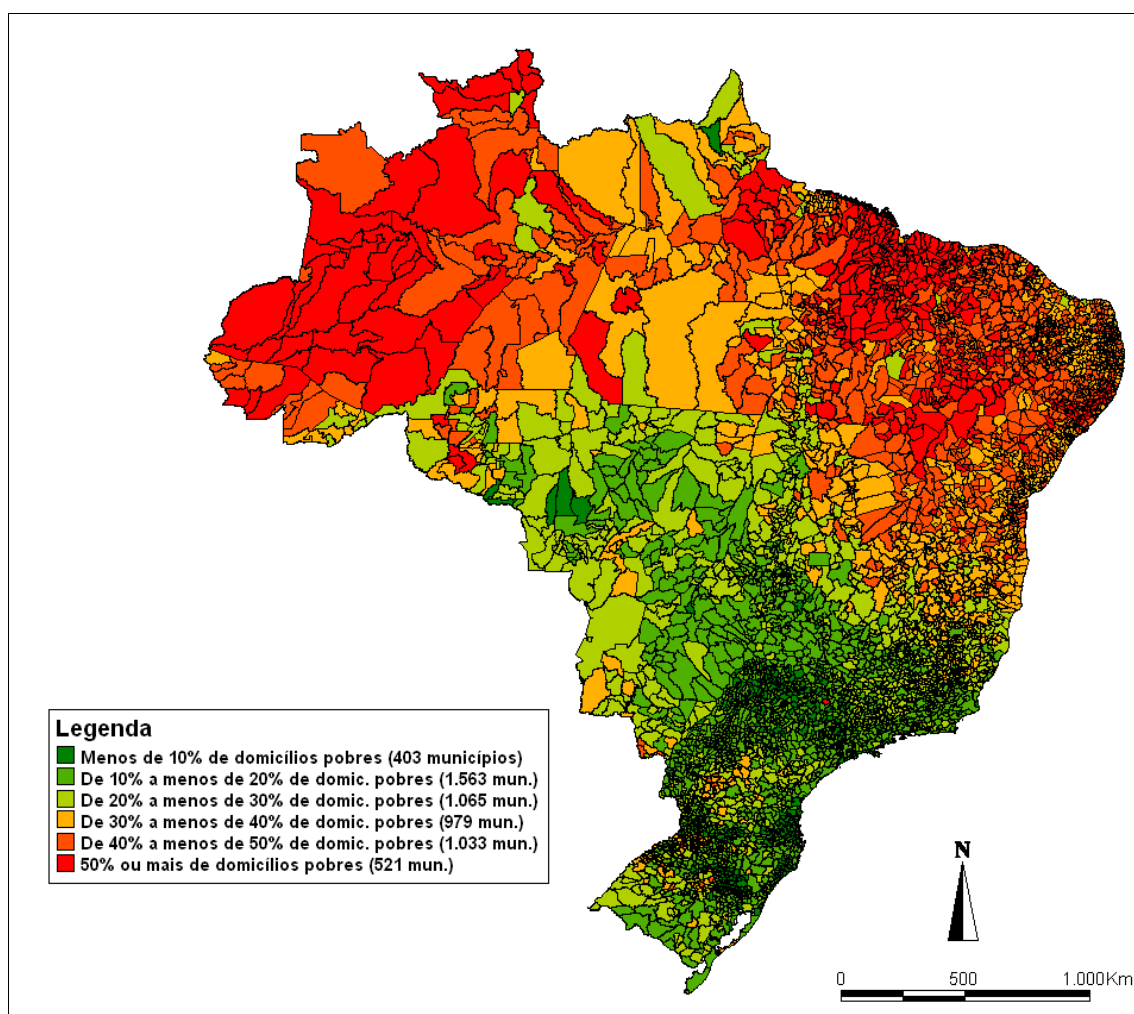 Legenda
Menos de 10% de domicílios pobres (403 municípios)
De 10% a menos de 20% de domic. pobres (1.563 mun.)
De 20% a menos de 30% de domic. pobres (1.065 mun.)
De 30% a menos de 40% de domic. pobres (979 mun.)
De 40% a menos de 50% de domic. pobres (1.033 mun.)
50% ou mais de domicílios pobres (521 mun.)
N
0 500 1.000Km